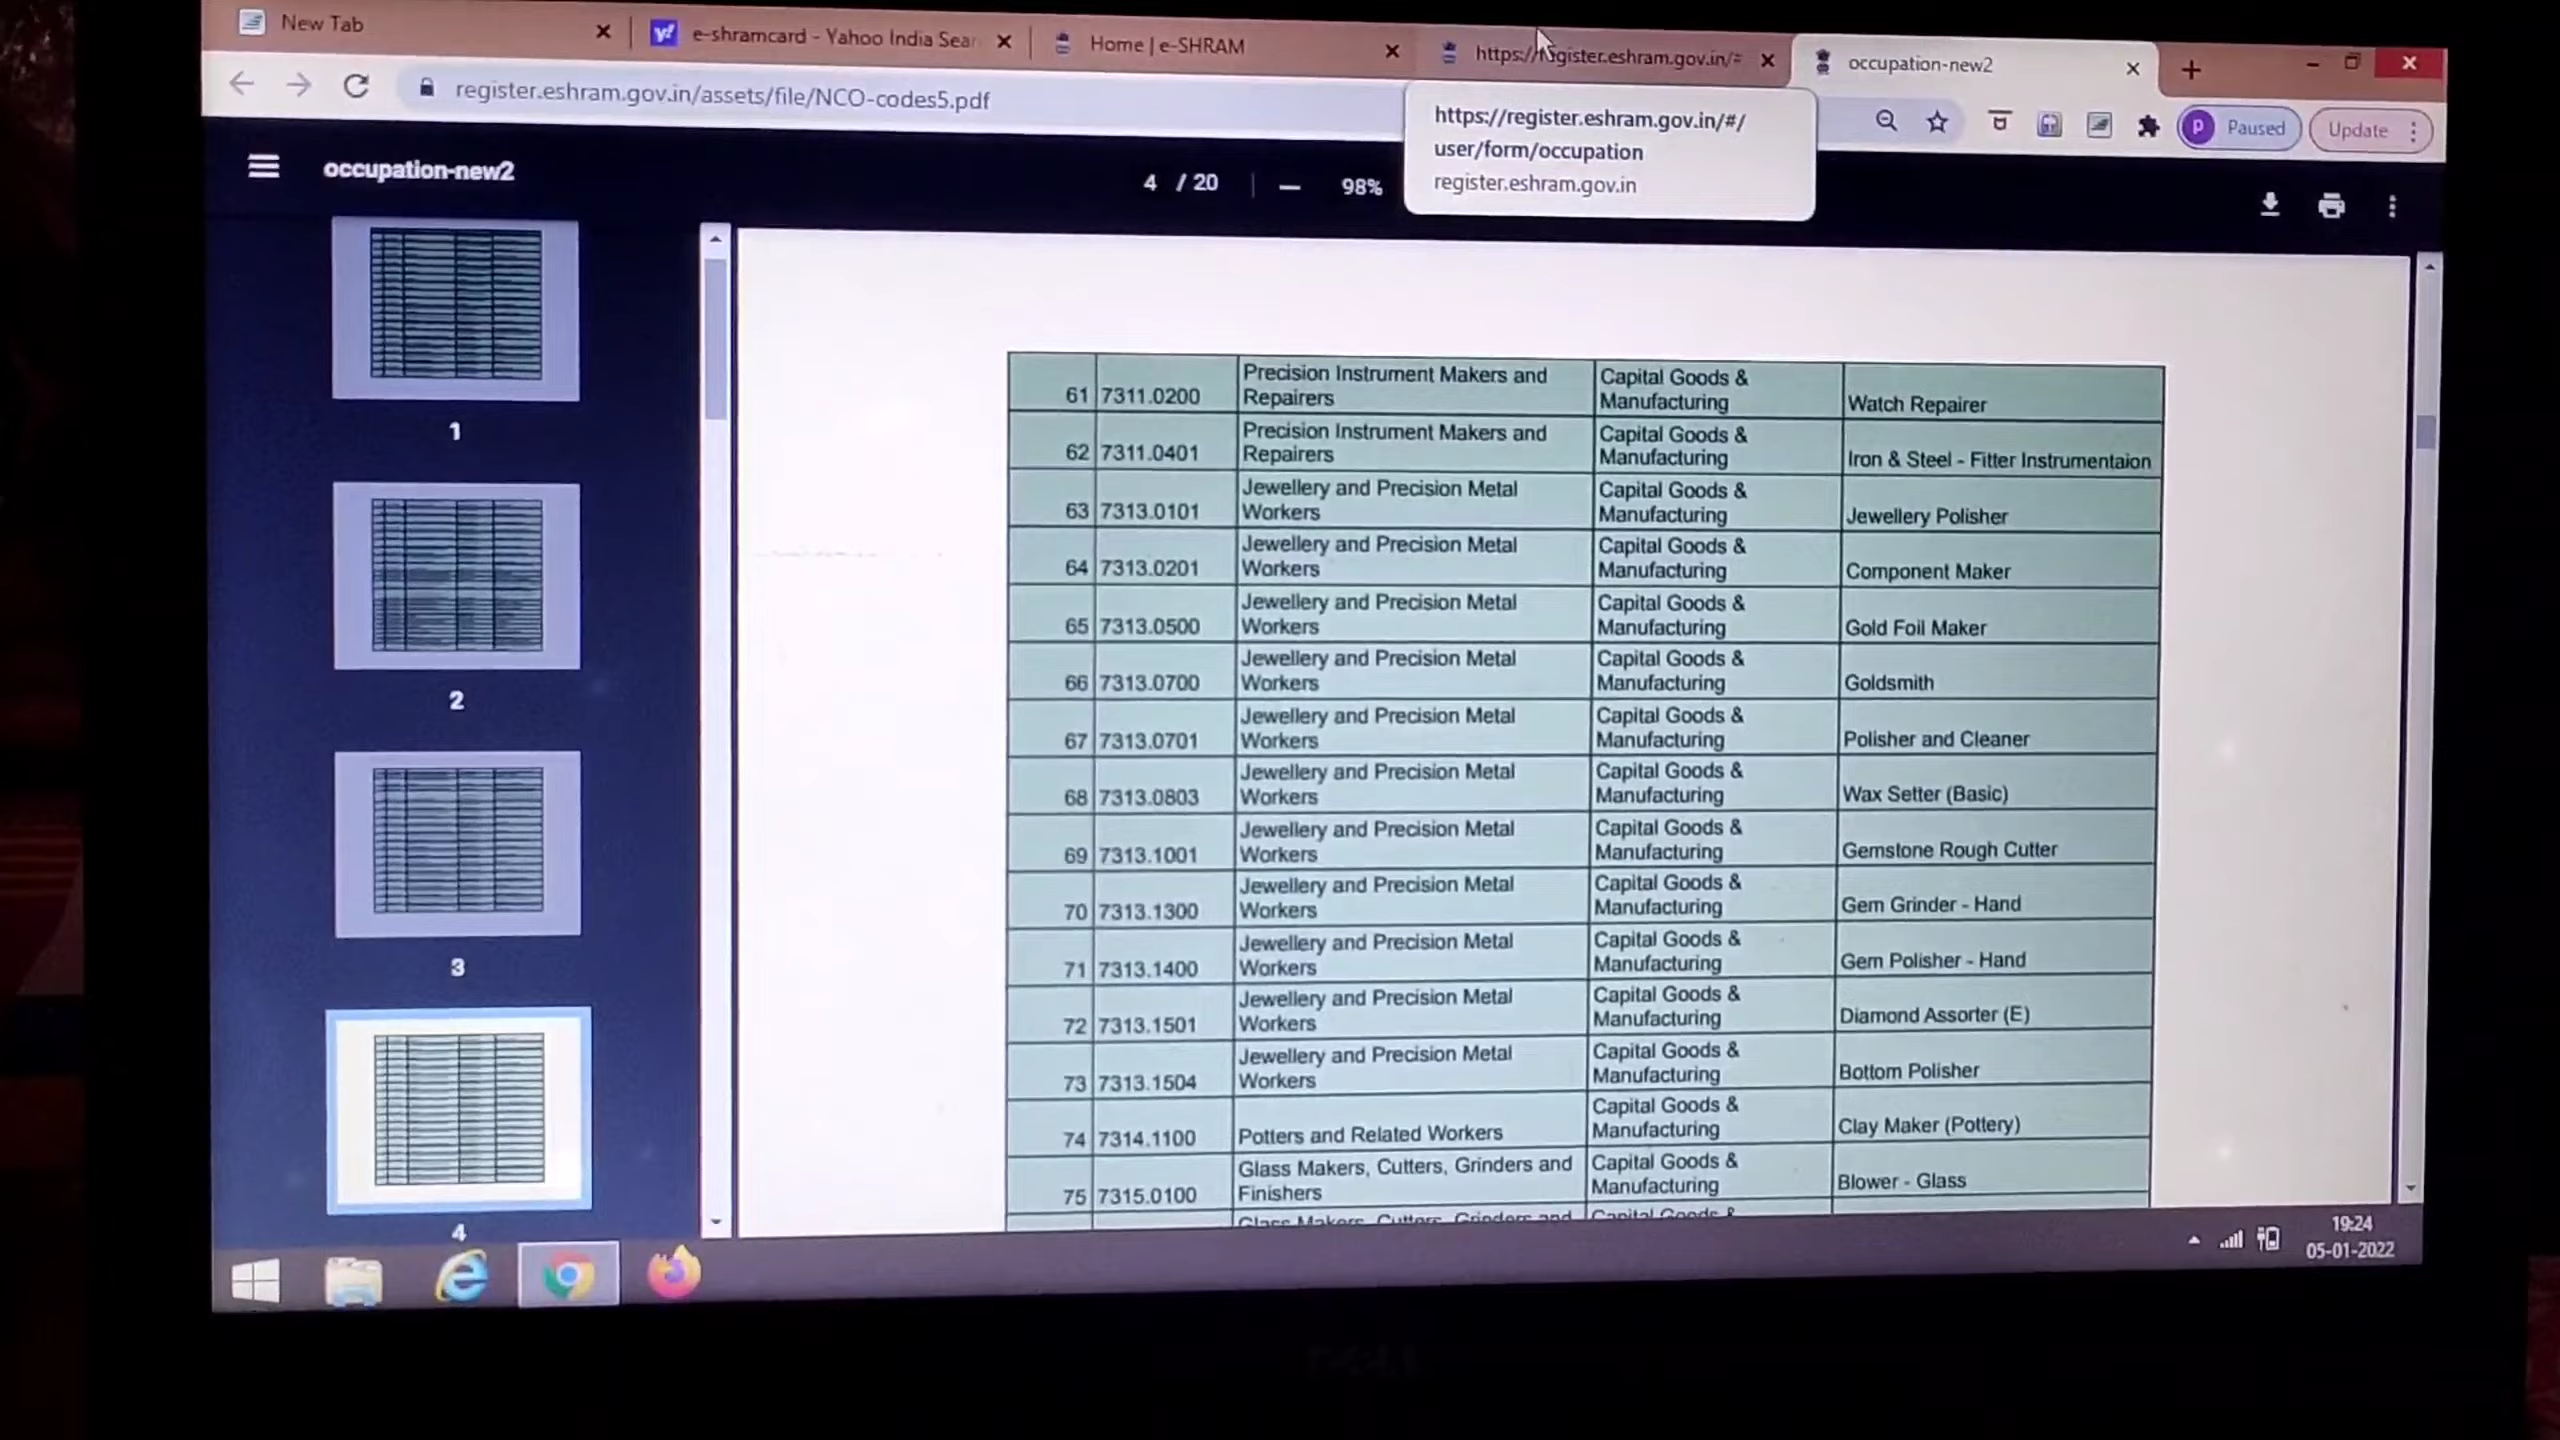 New Tab
e-shramcard - Yahoo India Sear
Home | e-SHRAM
https://register.eshram.gov.in/#
occupation-new2
register.eshram.gov.in/assets/file/NCO-codes5.pdf
https://register.eshram.gov.in/#/
user/form/occupation
register.eshram.gov.in
P Paused
Update
occupation-new2
4 / 20
98%
1
2
3
4
61 7311.0200 Precision Instrument Makers and Repairers Capital Goods & Manufacturing Watch Repairer
62 7311.0401 Precision Instrument Makers and Repairers Capital Goods & Manufacturing Iron & Steel - Fitter Instrumentaion
63 7313.0101 Jewellery and Precision Metal Workers Capital Goods & Manufacturing Jewellery Polisher
64 7313.0201 Jewellery and Precision Metal Workers Capital Goods & Manufacturing Component Maker
65 7313.0500 Jewellery and Precision Metal Workers Capital Goods & Manufacturing Gold Foil Maker
66 7313.0700 Jewellery and Precision Metal Workers Capital Goods & Manufacturing Goldsmith
67 7313.0701 Jewellery and Precision Metal Workers Capital Goods & Manufacturing Polisher and Cleaner
68 7313.0803 Jewellery and Precision Metal Workers Capital Goods & Manufacturing Wax Setter (Basic)
69 7313.1001 Jewellery and Precision Metal Workers Capital Goods & Manufacturing Gemstone Rough Cutter
70 7313.1300 Jewellery and Precision Metal Workers Capital Goods & Manufacturing Gem Grinder - Hand
71 7313.1400 Jewellery and Precision Metal Workers Capital Goods & Manufacturing Gem Polisher - Hand
72 7313.1501 Jewellery and Precision Metal Workers Capital Goods & Manufacturing Diamond Assorter (E)
73 7313.1504 Jewellery and Precision Metal Workers Capital Goods & Manufacturing Bottom Polisher
74 7314.1100 Potters and Related Workers Capital Goods & Manufacturing Clay Maker (Pottery)
75 7315.0100 Glass Makers, Cutters, Grinders and Finishers Capital Goods & Manufacturing Blower - Glass
Glass Makers, Cutters, Grinders and Capital Goods &
19:24
05-01-2022